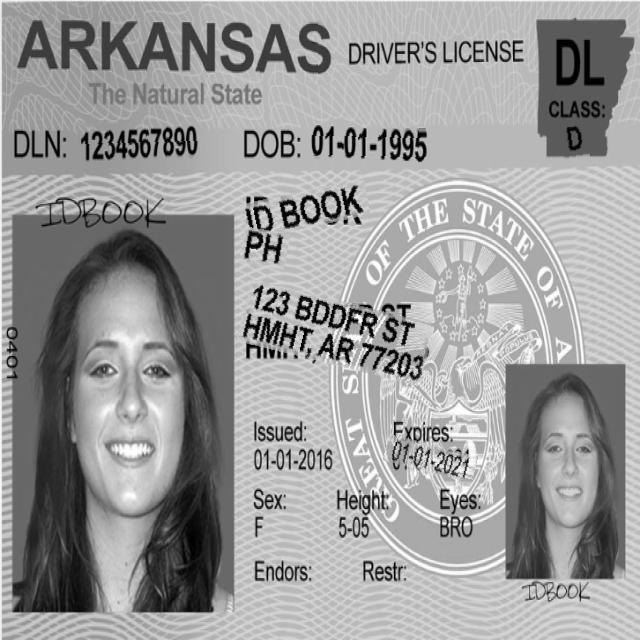 ARKANSAS DRIVER'S LICENSE
The Natural State
DL
CLASS:
D
DLN: 1234567890 DOB: 01-01-1995
IDBOOK
iD BOOK
PH
123 BDDFR ST
HMHT, AR 77203
0401
GREAT SEAL OF THE STATE OF
Issued: Expires:
01-01-2016 01-01-2021
Sex: Height: Eyes:
F 5-05 BRO
Endors: Restr:
IDBOOK